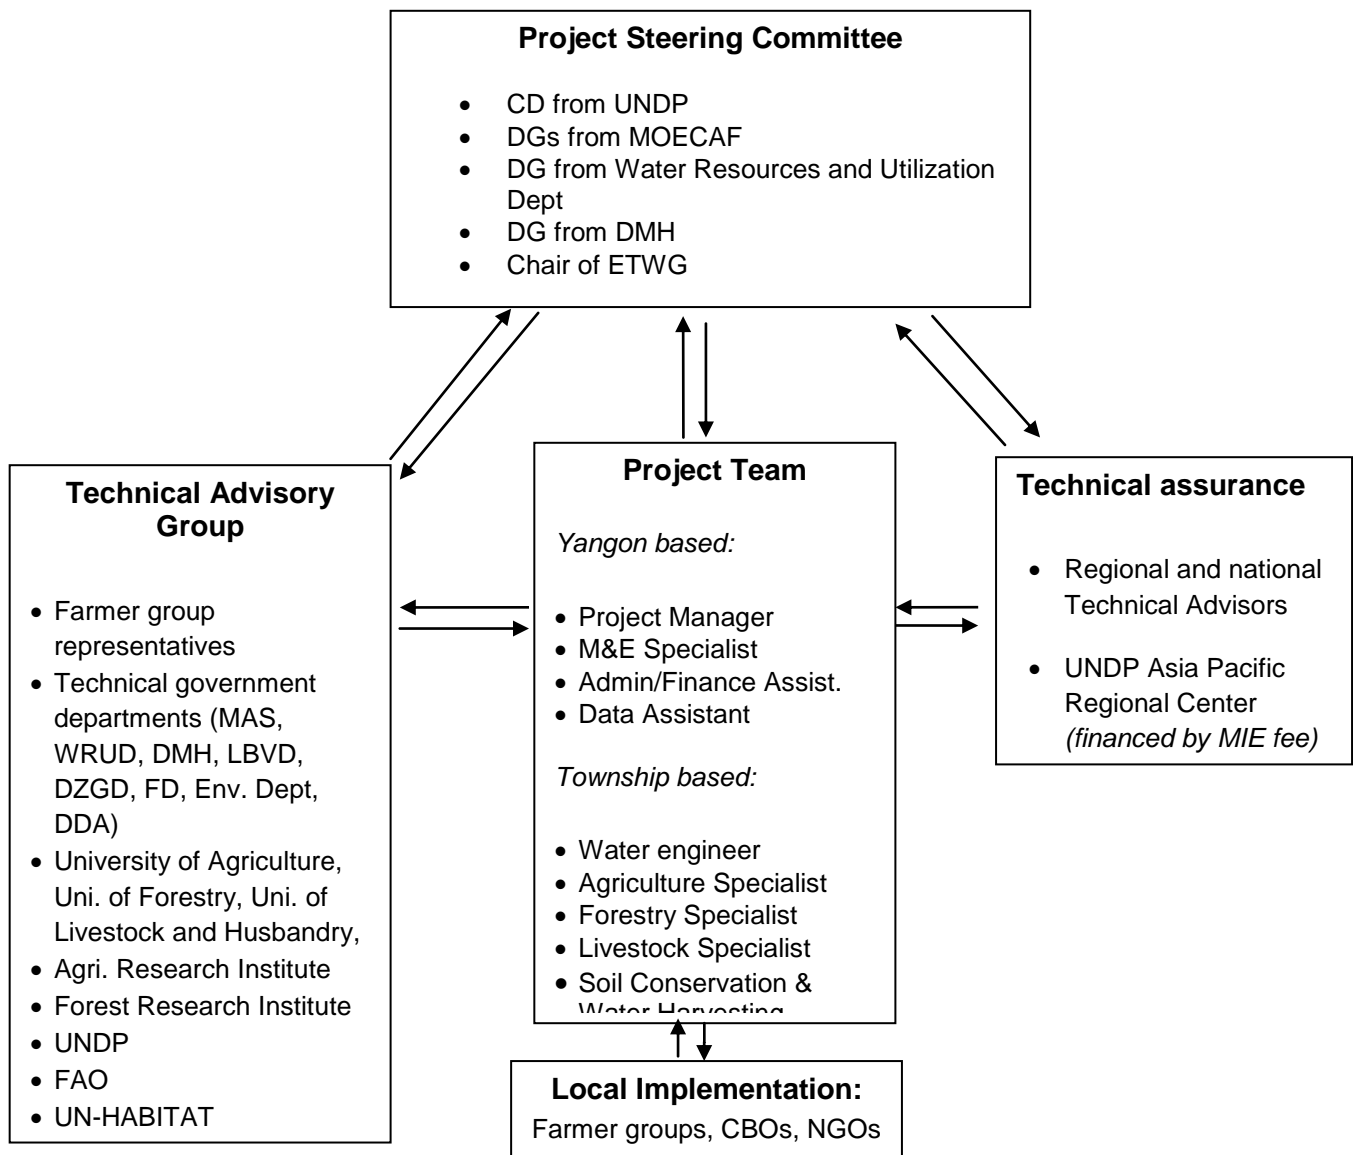 Project Steering Committee
• CD from UNDP
• DGs from MOECAF
• DG from Water Resources and Utilization
Dept
• DG from DMH
• Chair of ETWG
Technical Advisory
Group
• Farmer group
representatives
• Technical government
departments (MAS,
WRUD, DMH, LBVD,
DZGD, FD, Env. Dept,
DDA)
• University of Agriculture,
Uni. of Forestry, Uni. of
Livestock and Husbandry,
• Agri. Research Institute
• Forest Research Institute
• UNDP
• FAO
• UN-HABITAT
Project Team
Yangon based:
• Project Manager
• M&E Specialist
• Admin/Finance Assist.
• Data Assistant
Township based:
• Water engineer
• Agriculture Specialist
• Forestry Specialist
• Livestock Specialist
• Soil Conservation &
Water Harvesting
Technical assurance
• Regional and national
Technical Advisors
• UNDP Asia Pacific
Regional Center
(financed by MIE fee)
Local Implementation:
Farmer groups, CBOs, NGOs